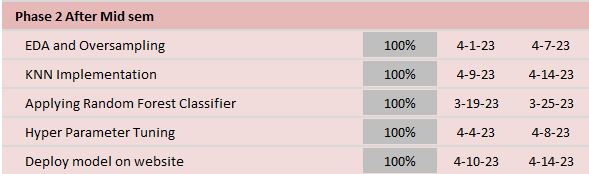 Phase 2 After Mid sem
EDA and Oversampling 100% 4-1-23 4-7-23
KNN Implementation 100% 4-9-23 4-14-23
Applying Random Forest Classifier 100% 3-19-23 3-25-23
Hyper Parameter Tuning 100% 4-4-23 4-8-23
Deploy model on website 100% 4-10-23 4-14-23